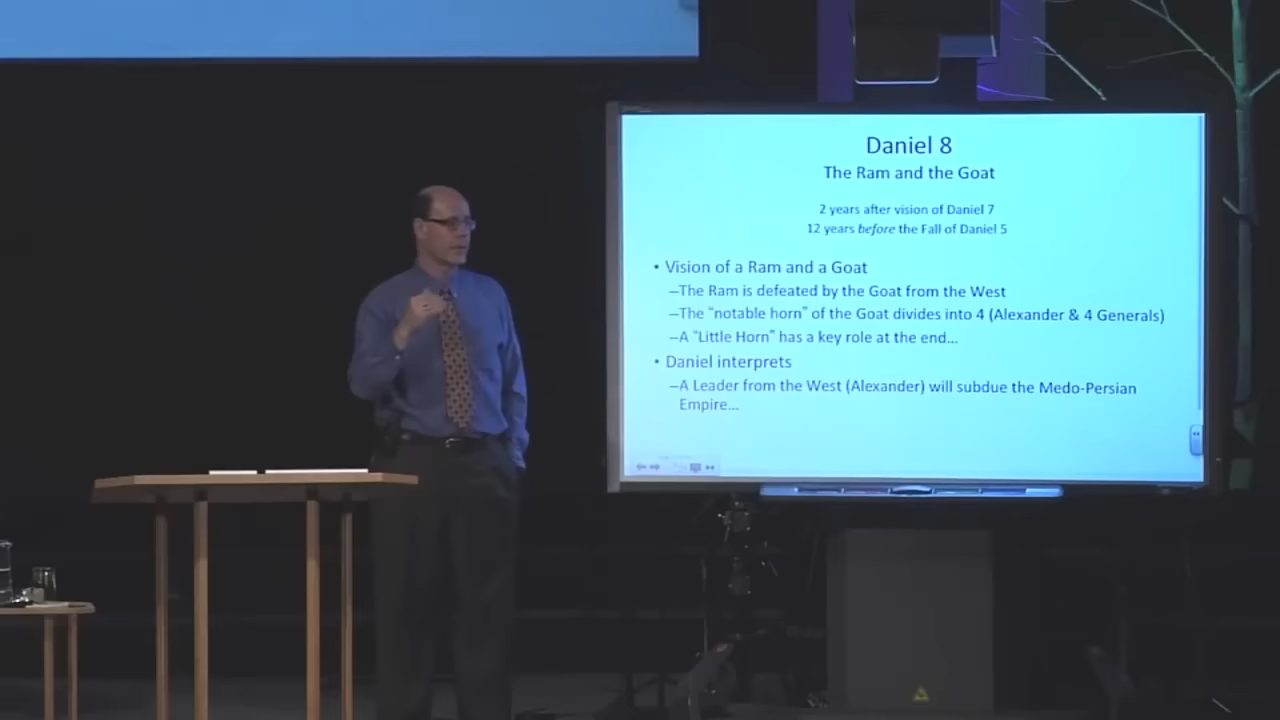 Daniel 8
The Ram and the Goat
2 years after vision of Daniel 7
12 years before the Fall of Daniel 5
• Vision of a Ram and a Goat
–The Ram is defeated by the Goat from the West
–The “notable horn” of the Goat divides into 4 (Alexander & 4 Generals)
–A “Little Horn” has a key role at the end…
• Daniel interprets
–A Leader from the West (Alexander) will subdue the Medo-Persian
Empire…